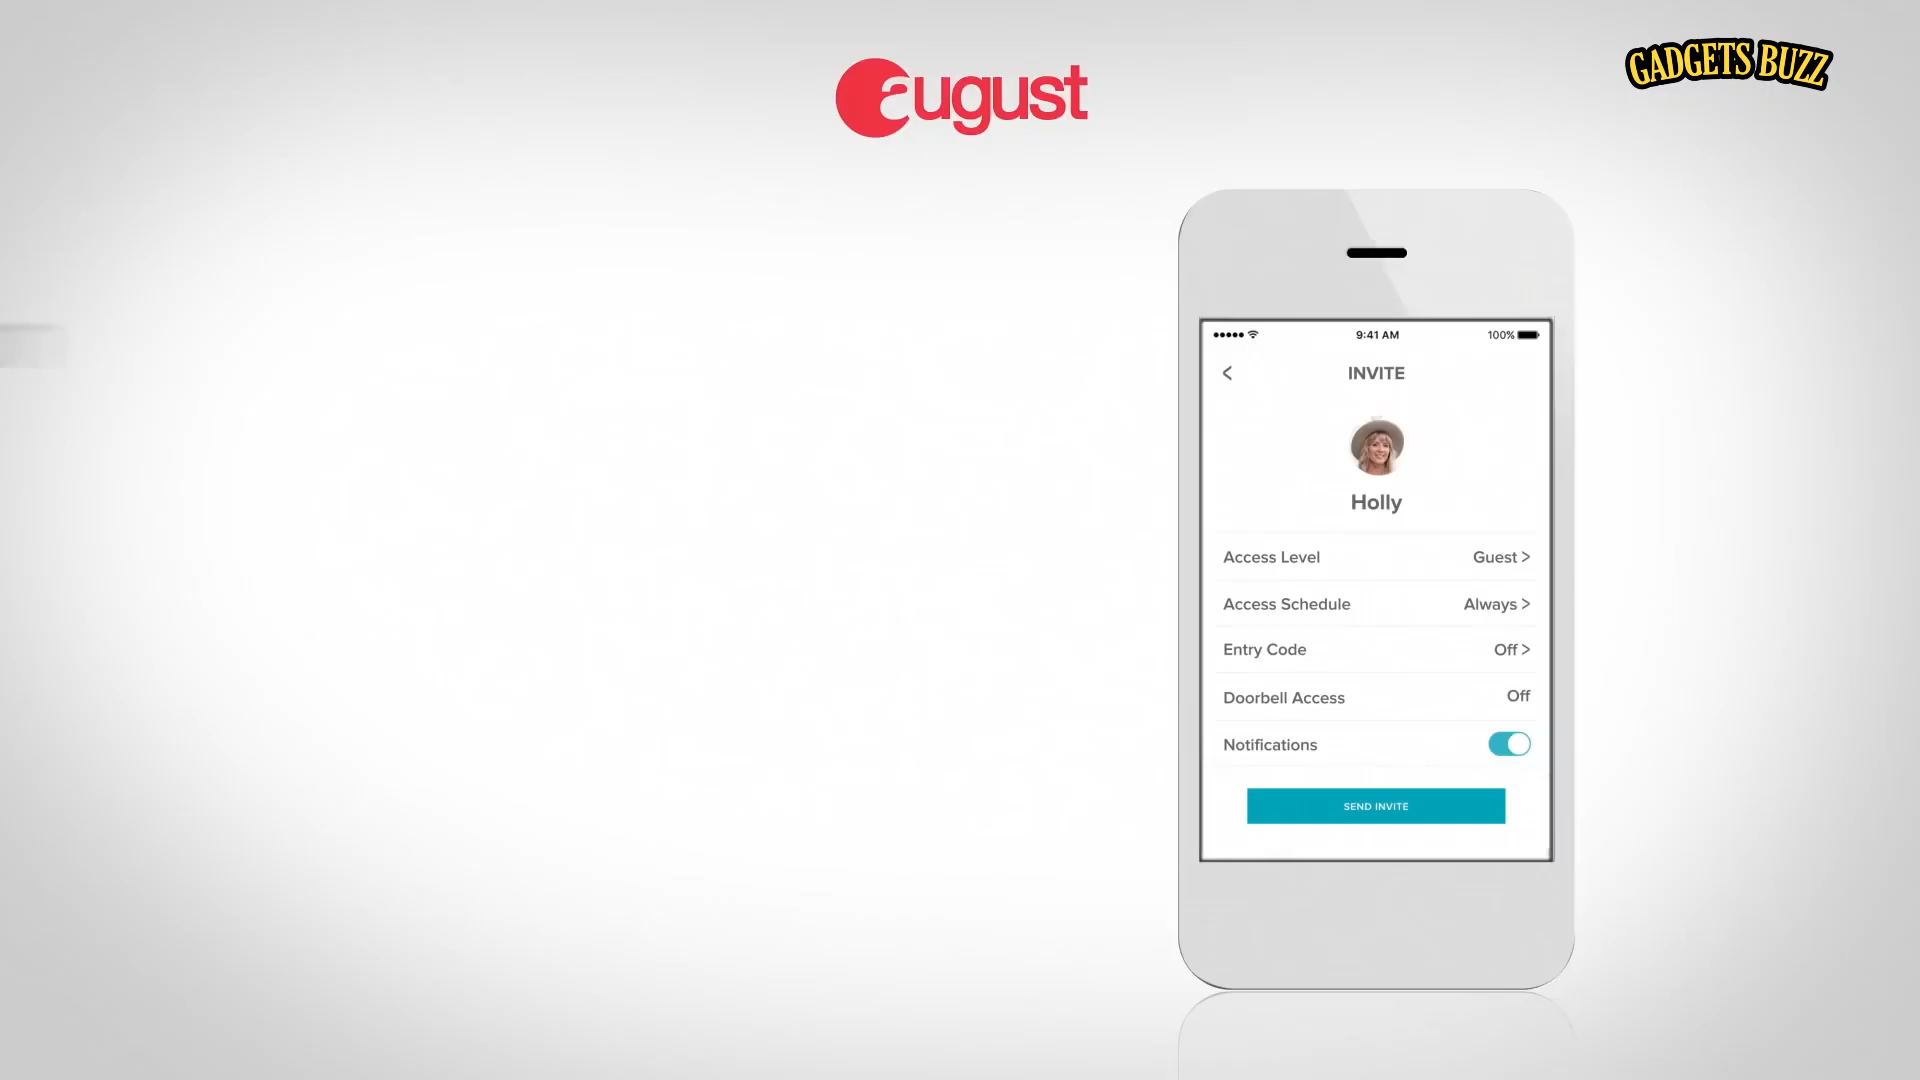 august
GADGETS BUZZ
9:41 AM 100%
< INVITE
Holly
Access Level Guest >
Access Schedule Always >
Entry Code Off >
Doorbell Access Off
Notifications
SEND INVITE